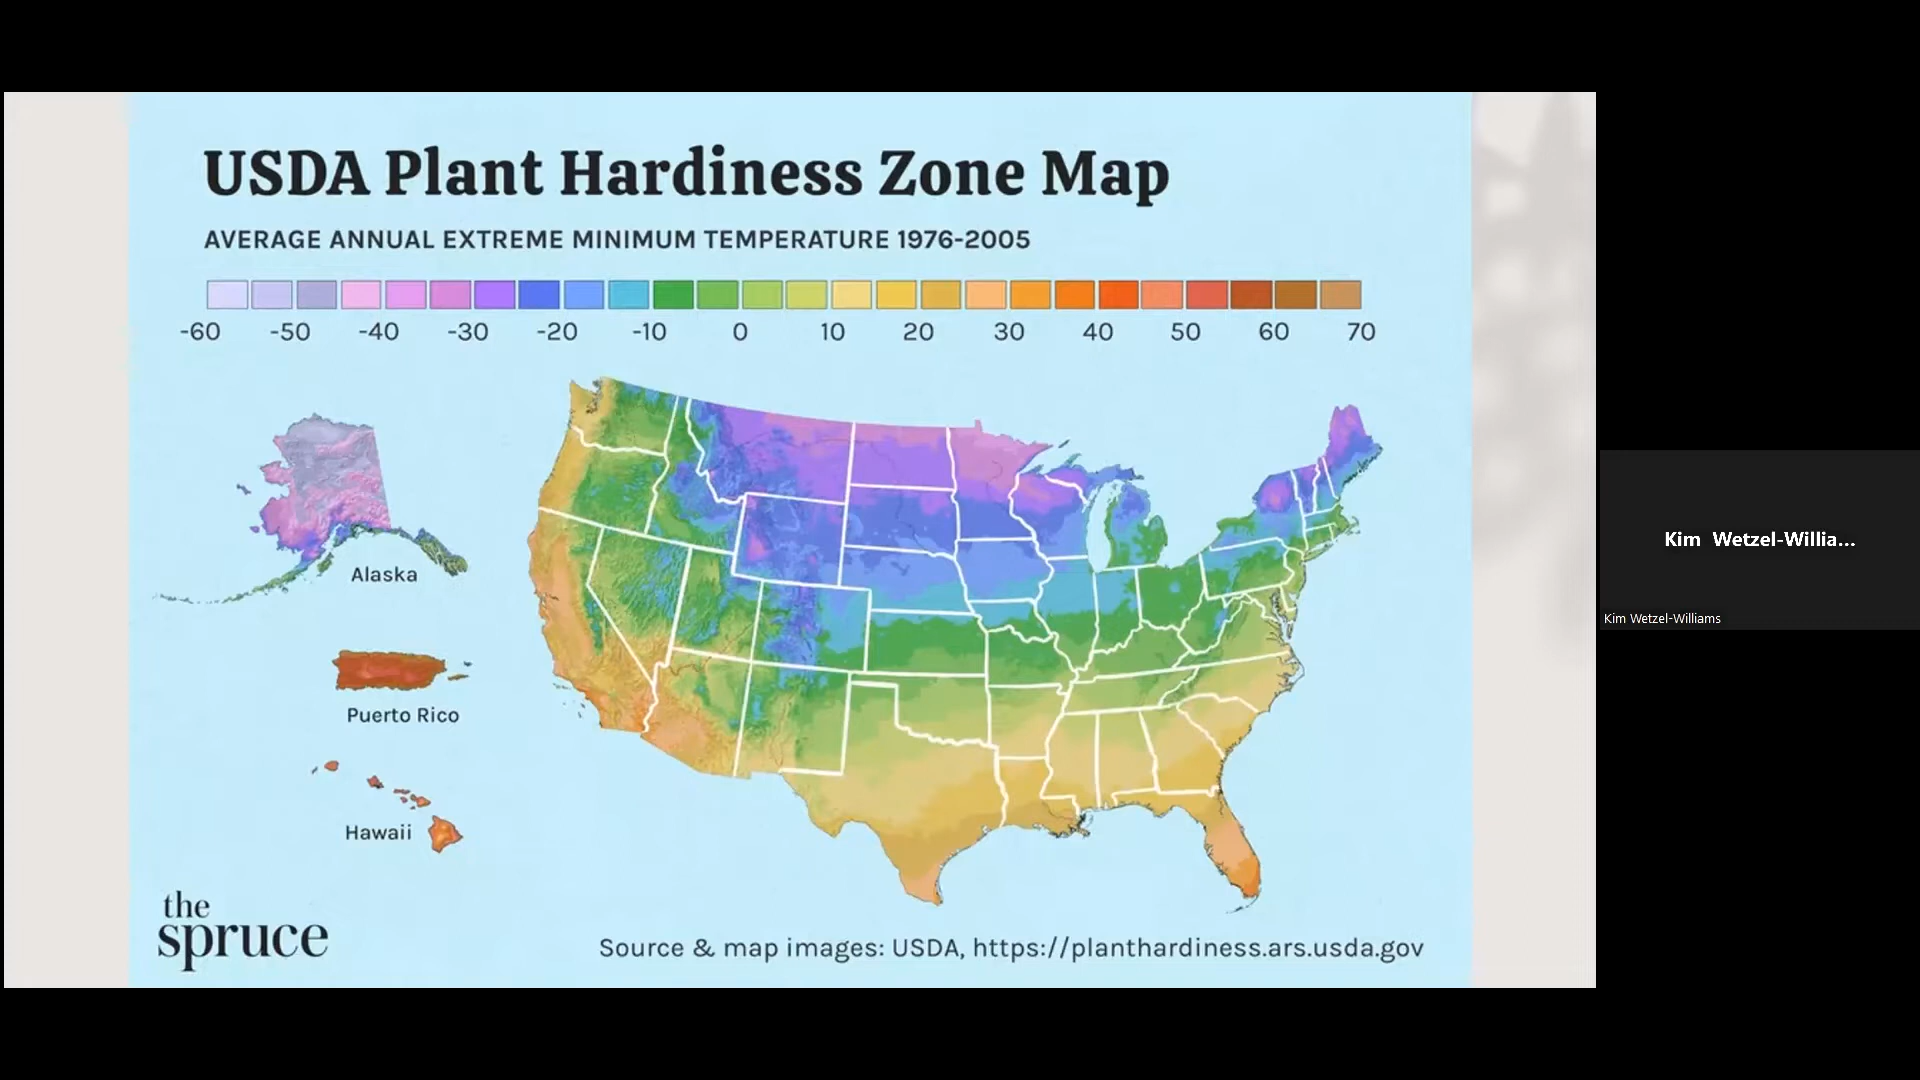 USDA Plant Hardiness Zone Map
AVERAGE ANNUAL EXTREME MINIMUM TEMPERATURE 1976-2005
-60 -50 -40 -30 -20 -10 0 10 20 30 40 50 60 70
Alaska
Puerto Rico
Hawaii
the
spruce
Source & map images: USDA, https://planthardiness.ars.usda.gov
Kim Wetzel-Willia...
Kim Wetzel-Williams